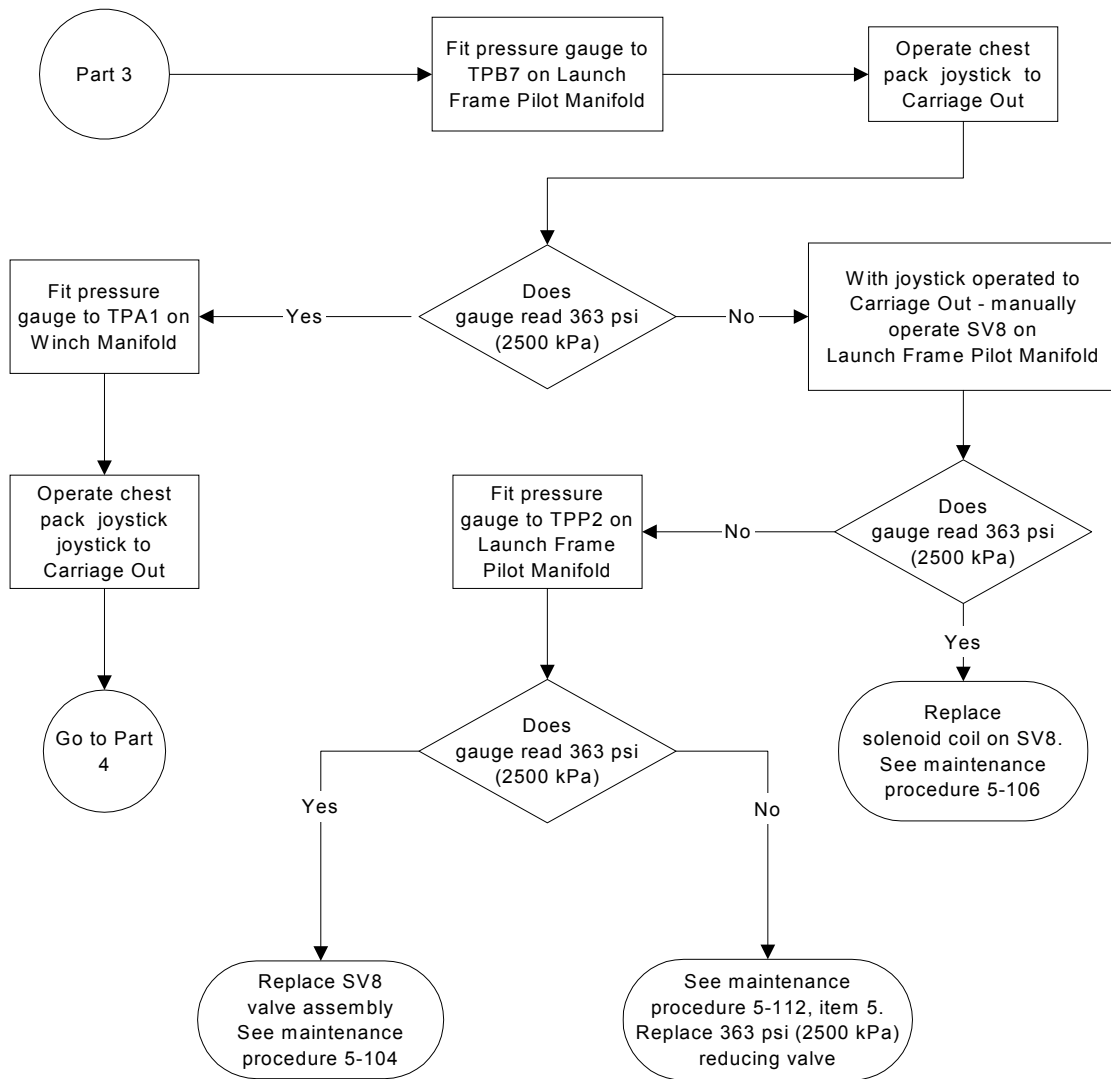 Part 3
Fit pressure gauge to
TPB7 on Launch
Frame Pilot Manifold
Operate chest
pack joystick to
Carriage Out
Fit pressure
gauge to TPA1 on
Winch Manifold
Yes
Does
gauge read 363 psi
(2500 kPa)
No
With joystick operated to
Carriage Out - manually
operate SV8 on
Launch Frame Pilot Manifold
Operate chest
pack joystick
joystick to
Carriage Out
Fit pressure
gauge to TPP2 on
Launch Frame
Pilot Manifold
No
Does
gauge read 363 psi
(2500 kPa)
Yes
Go to Part
4
Does
gauge read 363 psi
(2500 kPa)
Replace
solenoid coil on SV8.
See maintenance
procedure 5-106
Yes
No
Replace SV8
valve assembly
See maintenance
procedure 5-104
See maintenance
procedure 5-112, item 5.
Replace 363 psi (2500 kPa)
reducing valve